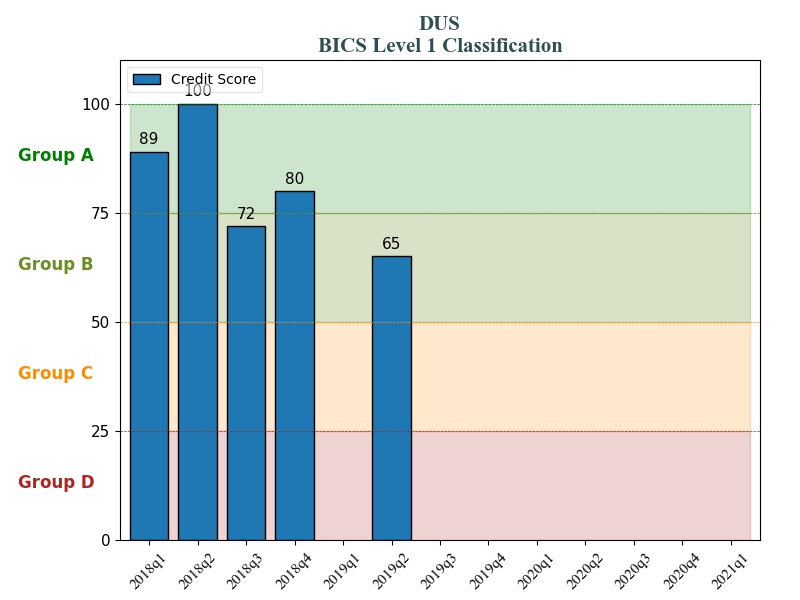 DUS
BICS Level 1 Classification
Credit Score
100
100
89
Group A
80
75
72
65
Group B
50
Group C
25
Group D
0
2018q1 2018q2 2018q3 2018q4 2019q1 2019q2 2019q3 2019q4 2020q1 2020q2 2020q3 2020q4 2021q1